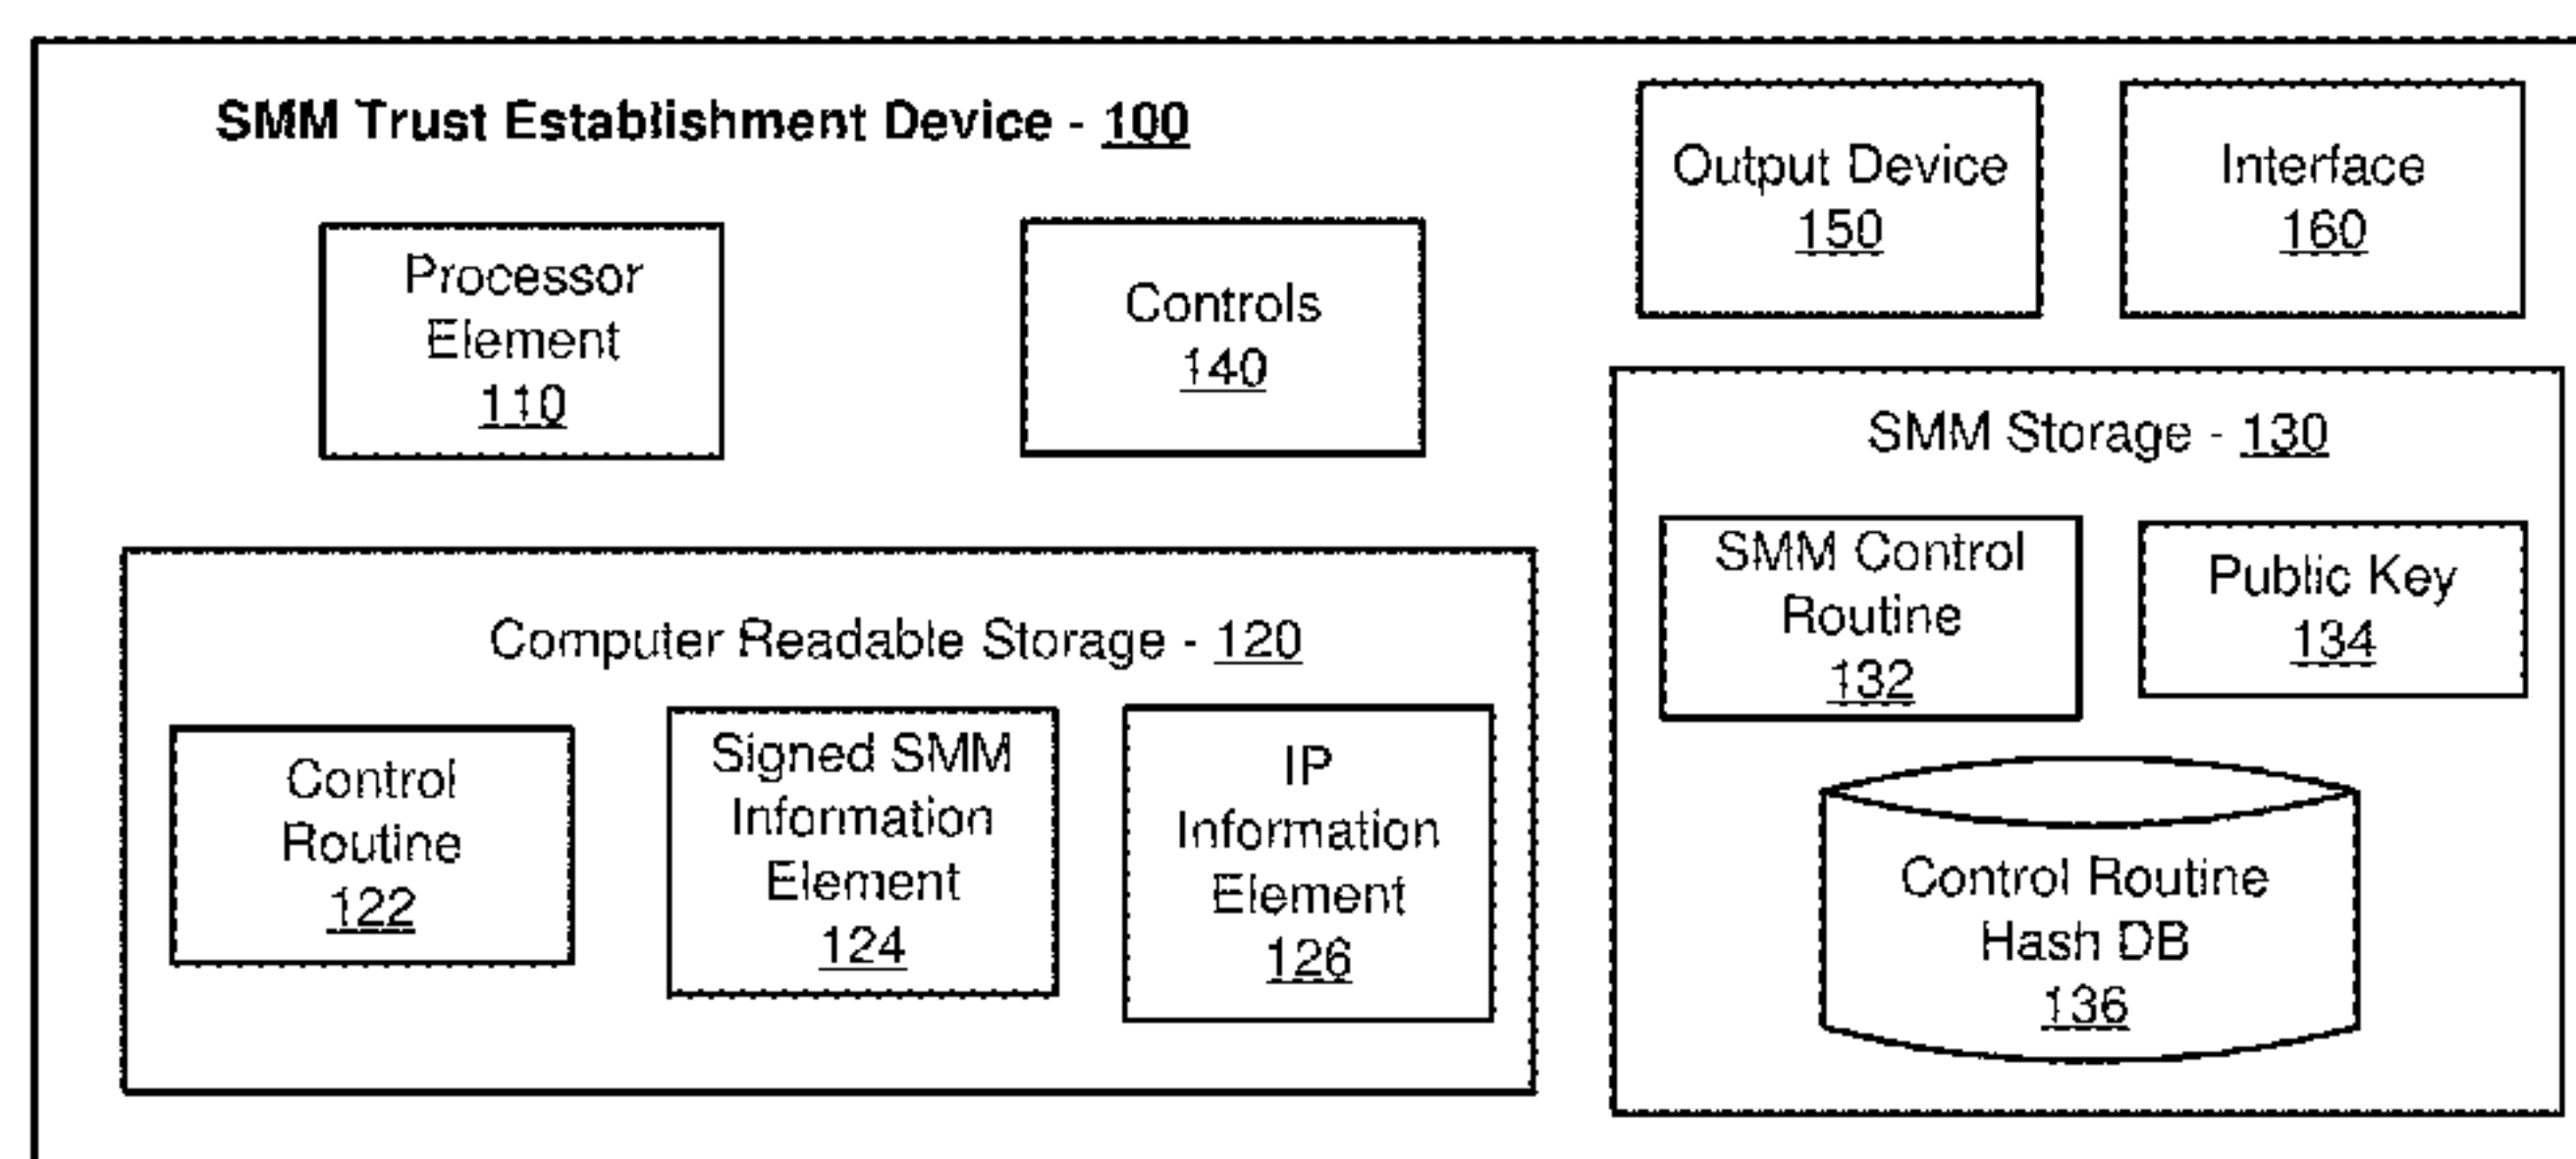 SMM Trust Establishment Device - 100
Output Device
150
Interface
160
Processor
Element
110
Controls
140
SMM Storage - 130
SMM Control
Routine
132
Public Key
134
Control Routine
Hash DB
136
Computer Readable Storage - 120
Control
Routine
122
Signed SMM
Information
Element
124
IP
Information
Element
126